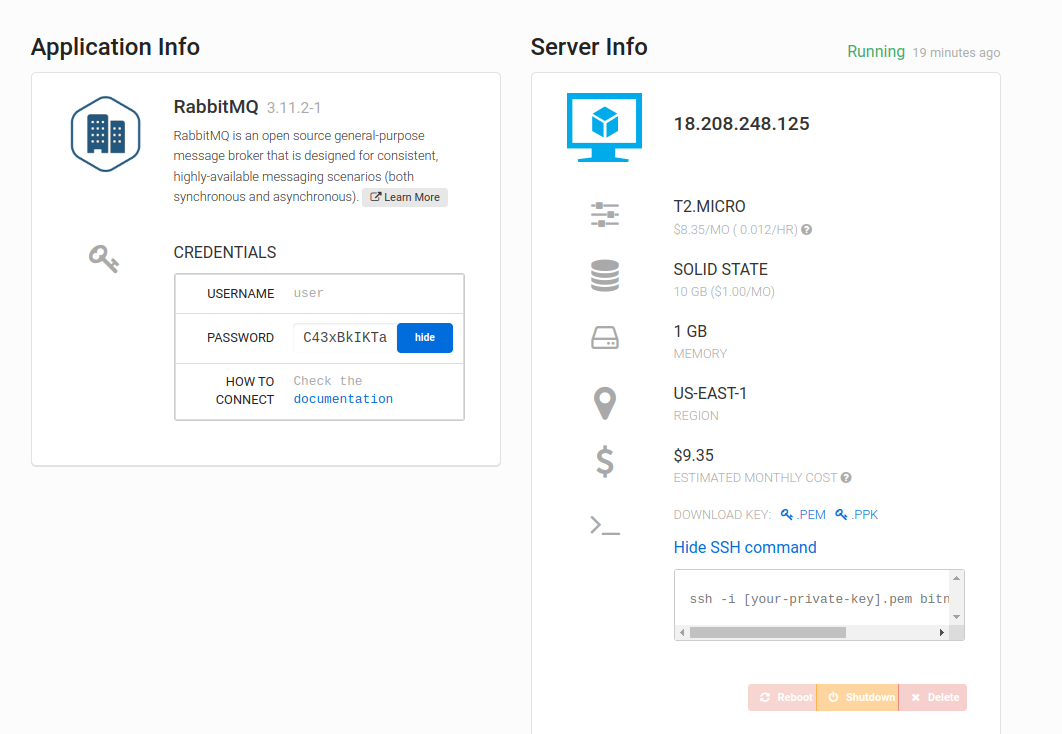 Application Info
RabbitMQ 3.11.2-1
RabbitMQ is an open source general-purpose
message broker that is designed for consistent,
highly-available messaging scenarios (both
synchronous and asynchronous). Learn More
CREDENTIALS
USERNAME user
PASSWORD C43xBkIKTa hide
HOW TO CONNECT Check the
documentation
Server Info
Running 19 minutes ago
18.208.248.125
T2.MICRO
$8.35/MO ( 0.012/HR)
SOLID STATE
10 GB ($1.00/MO)
1 GB
MEMORY
US-EAST-1
REGION
$9.35
ESTIMATED MONTHLY COST
DOWNLOAD KEY: .PEM .PPK
Hide SSH command
ssh -i [your-private-key].pem bitn
Reboot Shutdown Delete